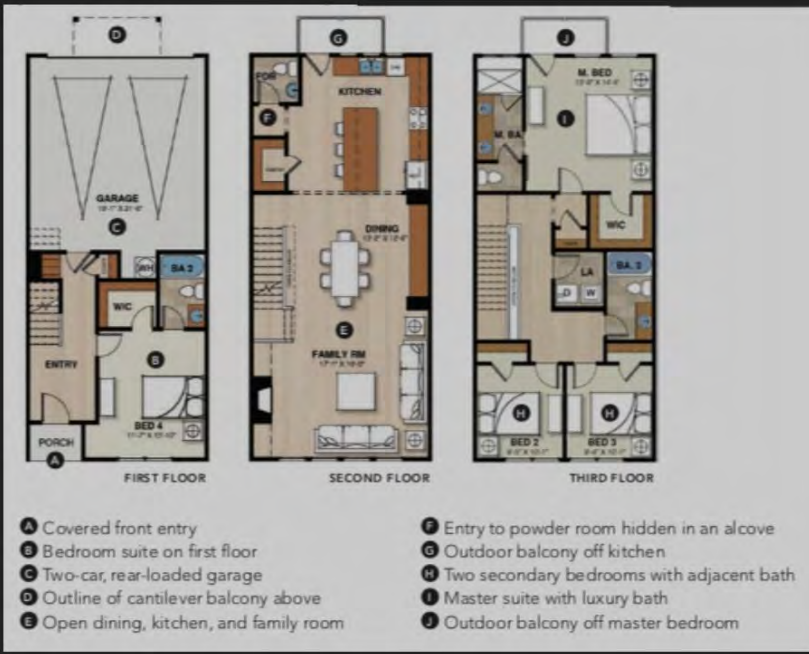 D
G
J
PDR
KITCHEN
F
M. BED
I
M. BA
GARAGE
C
DINING
WIC
WH
BA 2
LA
BA. 3
D
W
WIC
ENTRY
B
E
FAMILY RM
BED 4
PORCH
A
H
H
BED 2
BED 3
FIRST FLOOR
SECOND FLOOR
THIRD FLOOR
A Covered front entry
B Bedroom suite on first floor
C Two-car, rear-loaded garage
D Outline of cantilever balcony above
E Open dining, kitchen, and family room
F Entry to powder room hidden in an alcove
G Outdoor balcony off kitchen
H Two secondary bedrooms with adjacent bath
I Master suite with luxury bath
J Outdoor balcony off master bedroom